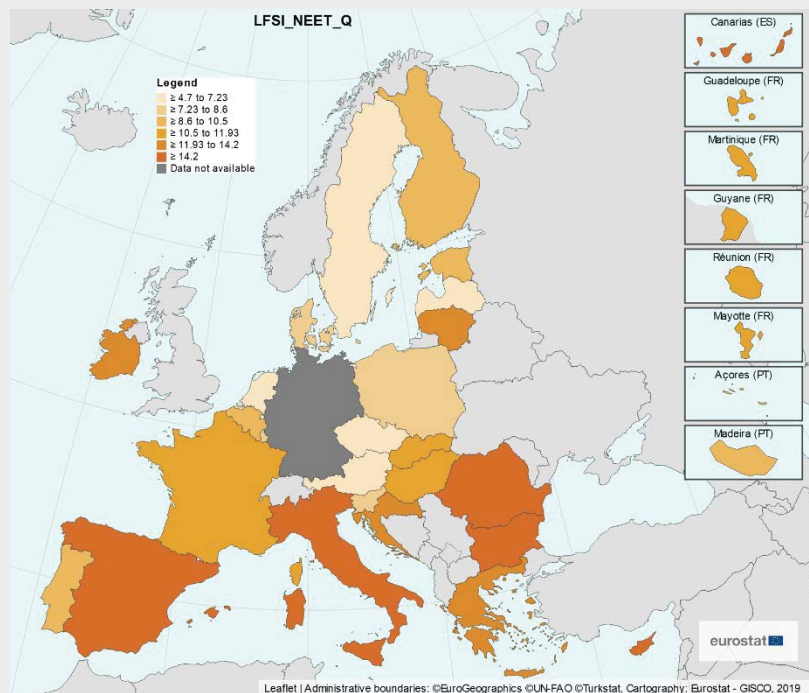 LFSI_NEET_Q
Legend
≥ 4.7 to 7.23
≥ 7.23 to 8.6
≥ 8.6 to 10.5
≥ 10.5 to 11.93
≥ 11.93 to 14.2
≥ 14.2
Data not available
Canarias (ES)
Guadeloupe (FR)
Martinique (FR)
Guyane (FR)
Réunion (FR)
Mayotte (FR)
Açores (PT)
Madeira (PT)
eurostat
Leaflet | Administrative boundaries: ©EuroGeographics ©UN-FAO ©Turkstat, Cartography: Eurostat - GISCO, 2019